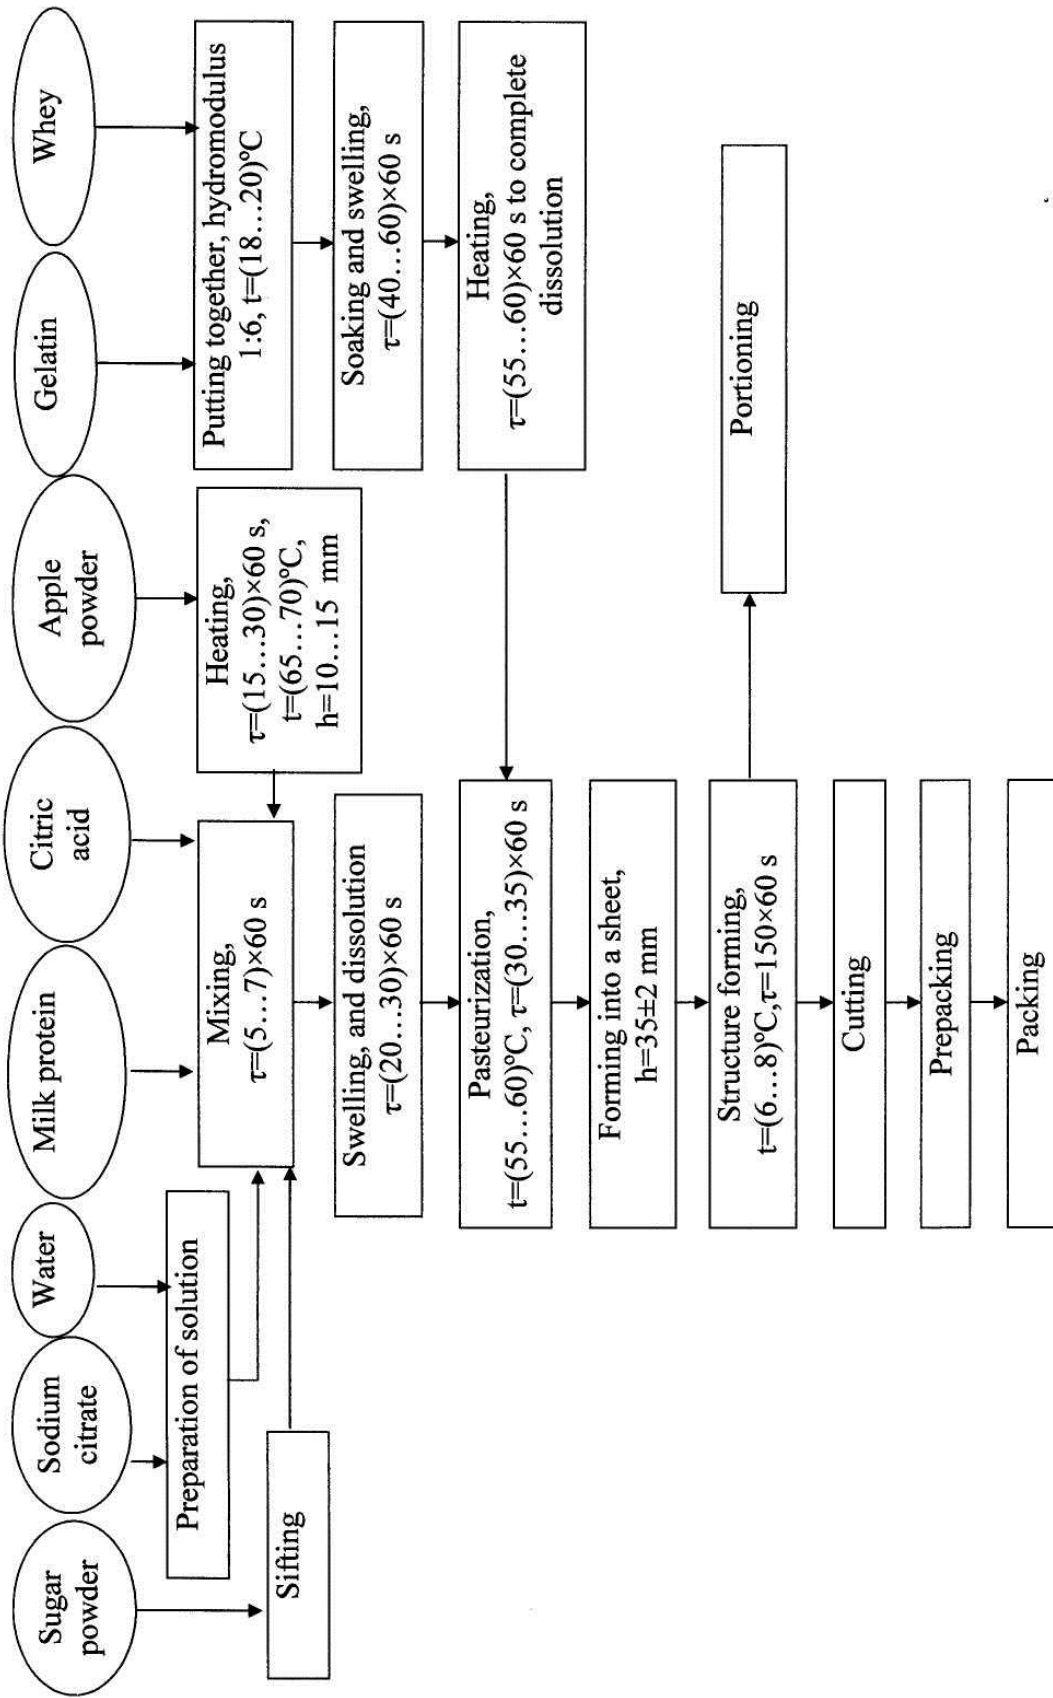 Sugar
powder
Sodium
citrate
Water
Milk protein
Citric
acid
Apple
powder
Gelatin
Whey
Preparation of solution
Sifting
Mixing,
τ=(5…7)×60 s
Heating,
τ=(15…30)×60 s,
t=(65…70)ºC,
h=10…15 mm
Putting together, hydromodulus
1:6, t=(18…20)ºC
Swelling, and dissolution
τ=(20…30)×60 s
Soaking and swelling,
τ=(40…60)×60 s
Pasteurization,
t=(55…60)ºC, τ=(30…35)×60 s
Heating,
τ=(55…60)×60 s to complete
dissolution
Forming into a sheet,
h=35±2 mm
Structure forming,
t=(6…8)ºC,τ=150×60 s
Portioning
Cutting
Prepacking
Packing